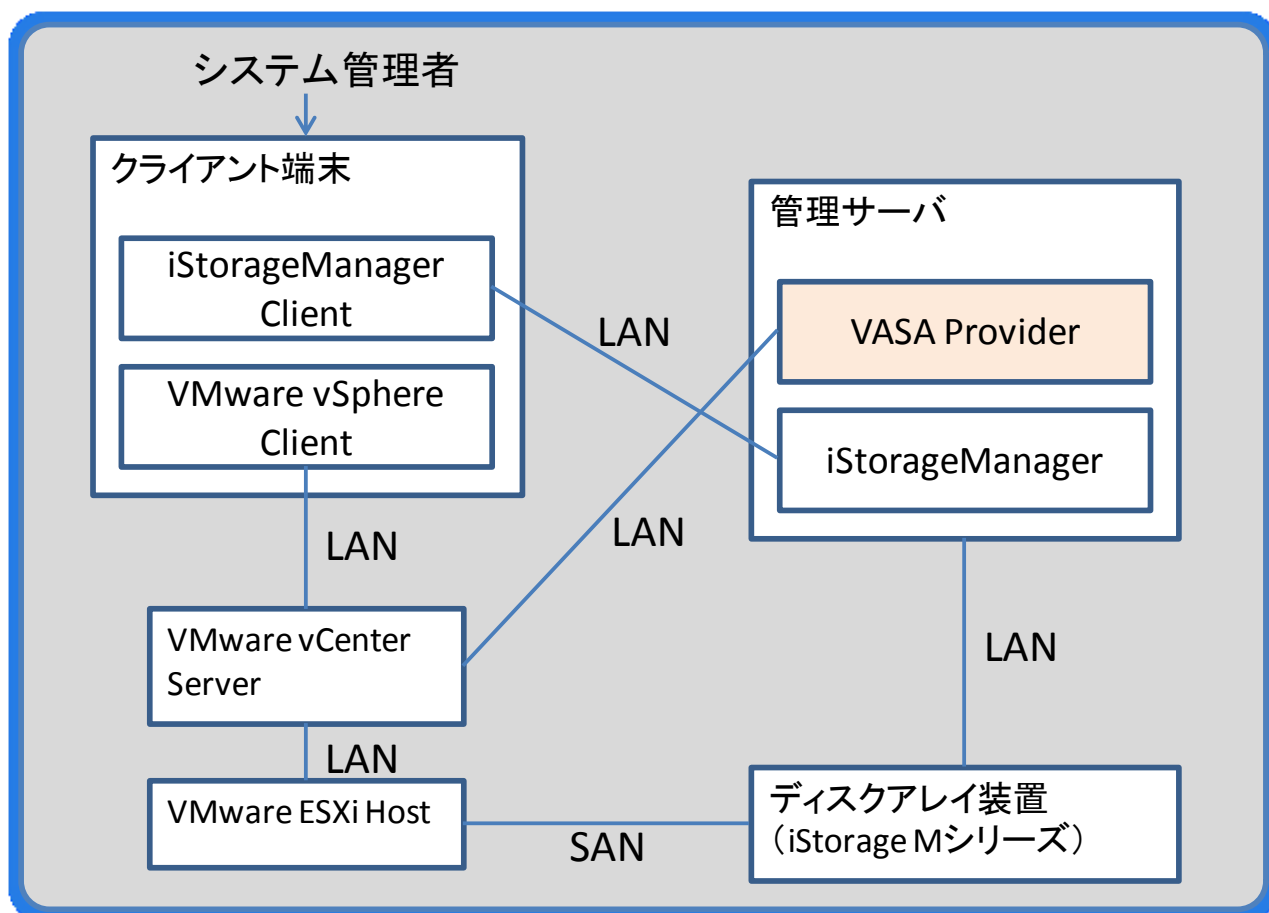 システム管理者
クライアント端末
iStorageManager
Client
VMware vSphere
Client
管理サーバ
VASA Provider
iStorageManager
LAN
LAN
LAN
LAN
VMware vCenter
Server
LAN
VMware ESXi Host
SAN
ディスクアレイ装置
（iStorage Mシリーズ）